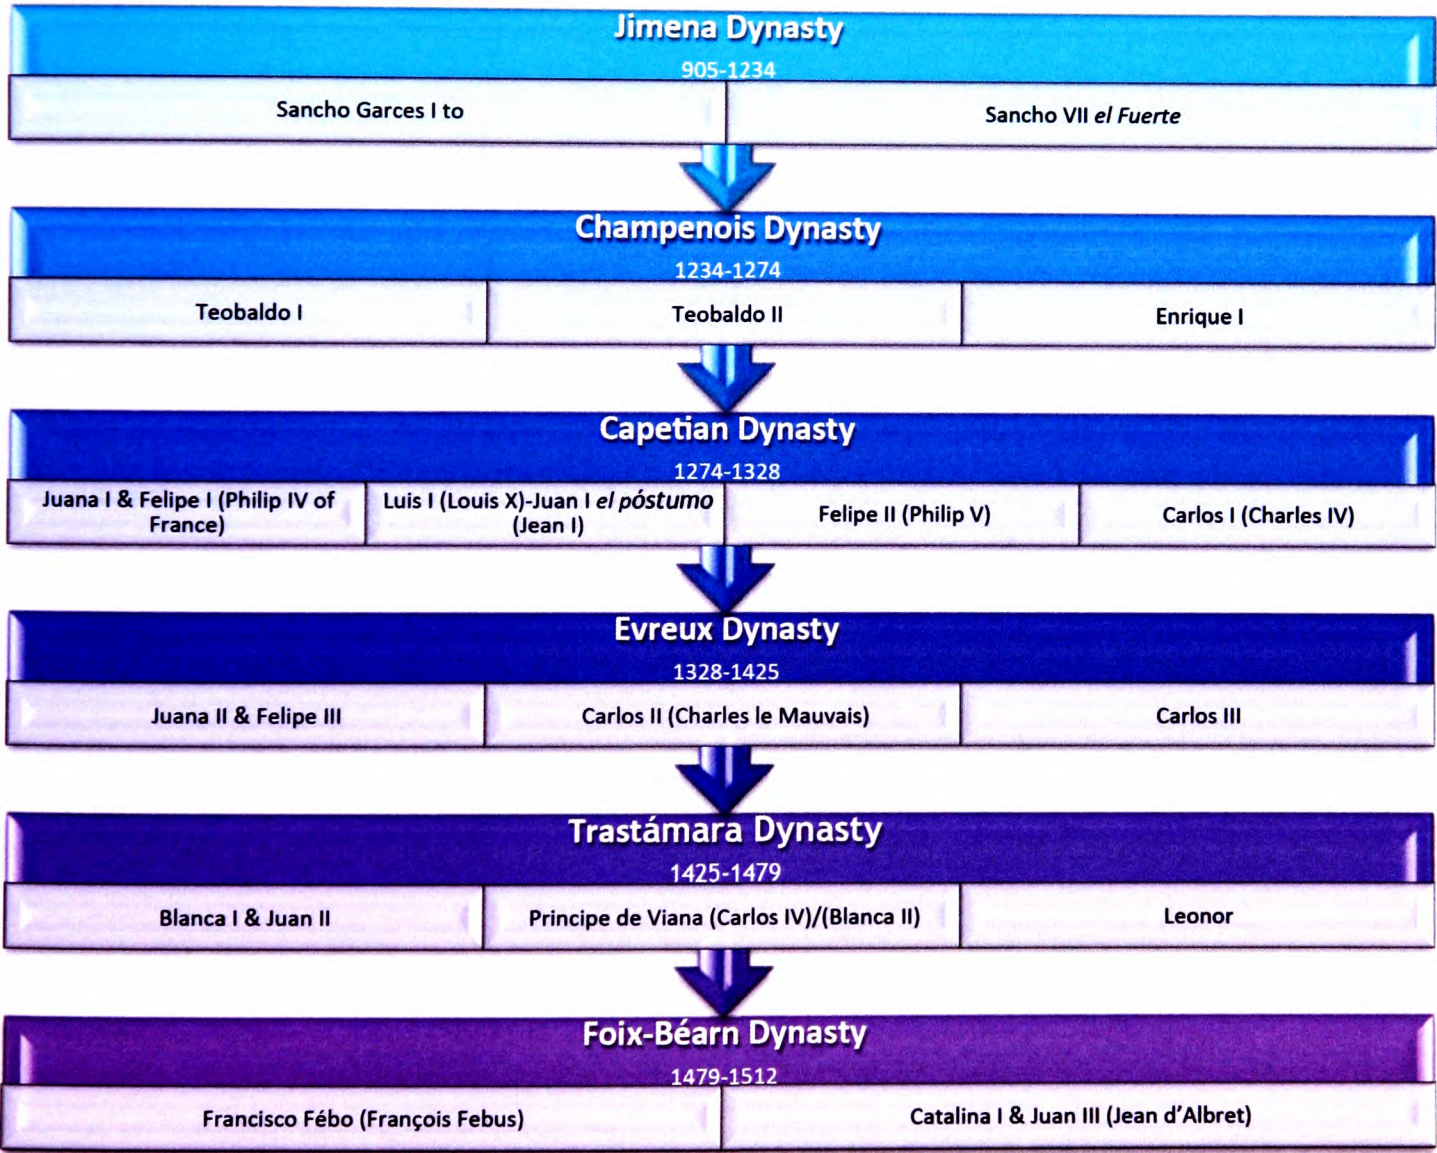 Jimena Dynasty
905-1234
Sancho Garces I to
Sancho VII el Fuerte
Champenois Dynasty
1234-1274
Teobaldo I
Teobaldo II
Enrique I
Capetian Dynasty
1274-1328
Juana I & Felipe I (Philip IV of
France)
Luis I (Louis X)-Juan I el póstumo
(Jean I)
Felipe II (Philip V)
Carlos I (Charles IV)
Evreux Dynasty
1328-1425
Juana II & Felipe III
Carlos II (Charles le Mauvais)
Carlos III
Trastámara Dynasty
1425-1479
Blanca I & Juan II
Principe de Viana (Carlos IV)/(Blanca II)
Leonor
Foix-Béarn Dynasty
1479-1512
Francisco Fébo (François Febus)
Catalina I & Juan III (Jean d'Albret)